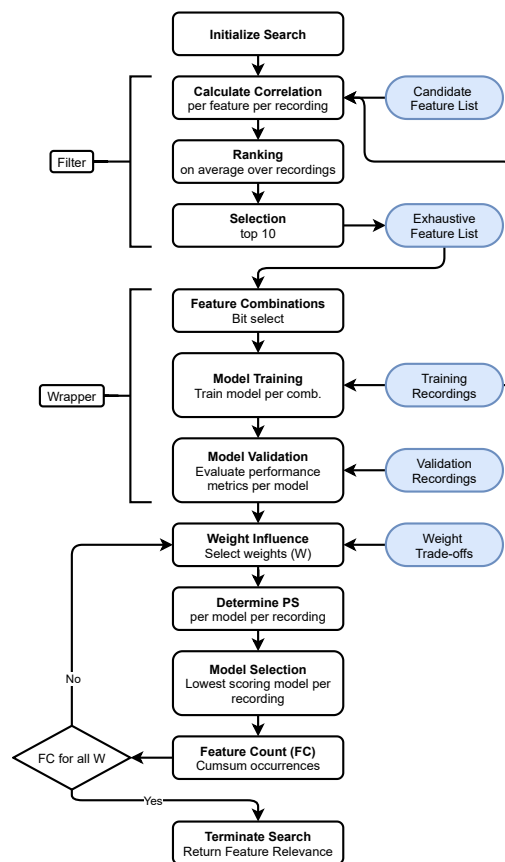 Initialize Search
Calculate Correlation
per feature per recording
Candidate
Feature List
Filter
Ranking
on average over recordings
Selection
top 10
Exhaustive
Feature List
Feature Combinations
Bit select
Wrapper
Model Training
Train model per comb.
Training
Recordings
Model Validation
Evaluate performance
metrics per model
Validation
Recordings
Weight Influence
Select weights (W)
Weight
Trade-offs
Determine PS
per model per recording
No
Model Selection
Lowest scoring model per
recording
FC for all W
Feature Count (FC)
Cumsum occurrences
Yes
Terminate Search
Return Feature Relevance